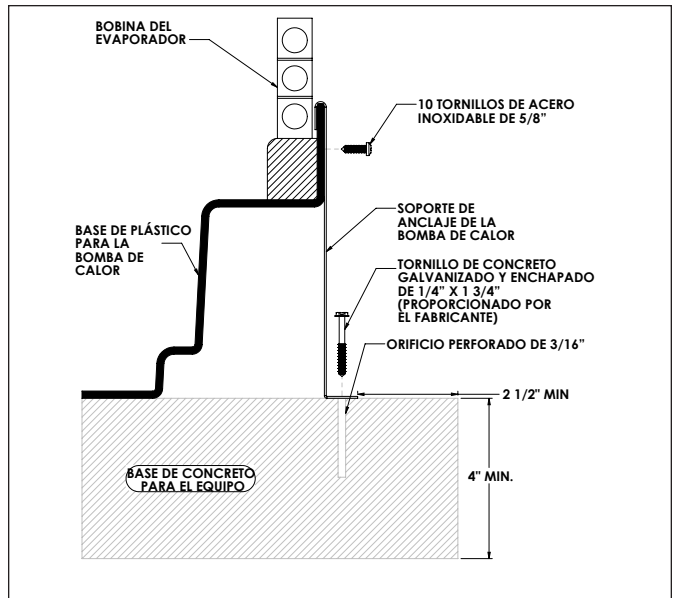 BOBINA DEL
EVAPORADOR
10 TORNILLOS DE ACERO
INOXIDABLE DE 5/8"
SOPORTE DE
ANCLAJE DE LA
BOMBA DE CALOR
BASE DE PLÁSTICO
PARA LA
BOMBA DE
CALOR
TORNILLO DE CONCRETO
GALVANIZADO Y ENCHAPADO
DE 1/4" X 1 3/4"
(PROPORCIONADO POR
EL FABRICANTE)
ORIFICIO PERFORADO DE 3/16"
2 1/2" MIN
4" MIN.
BASE DE CONCRETO
PARA EL EQUIPO